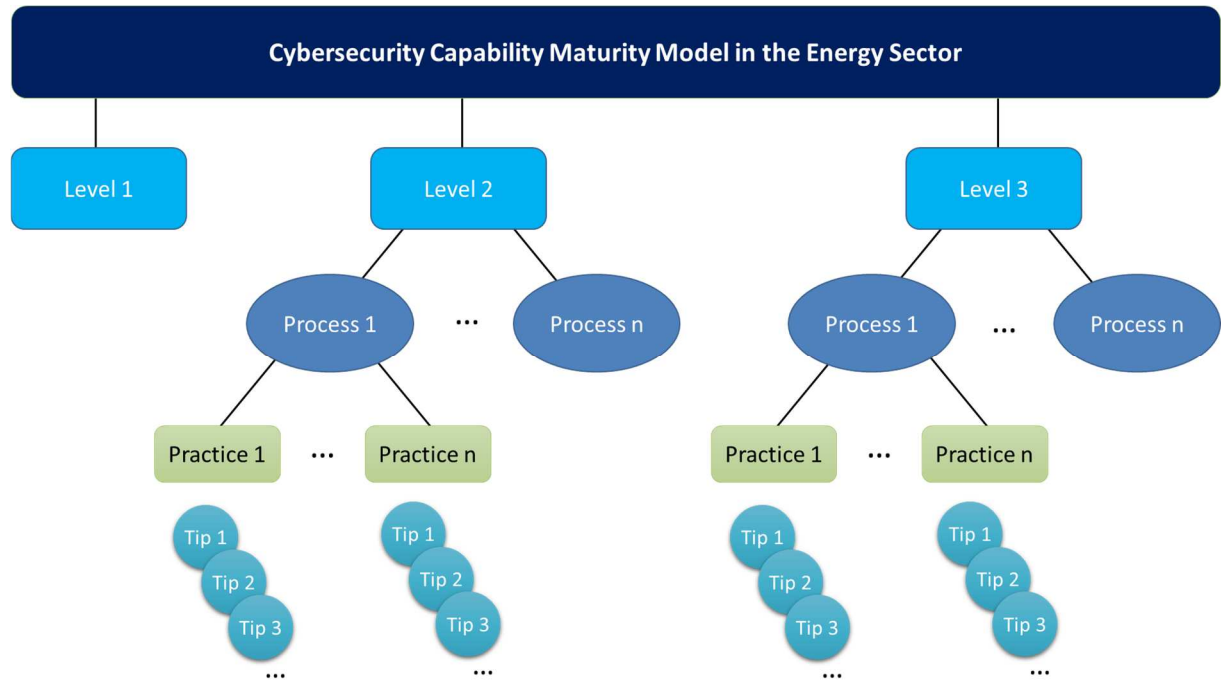 Cybersecurity Capability Maturity Model in the Energy Sector
Level 1
Level 2
Level 3
Process 1
...
Process n
Process 1
...
Process n
Practice 1
...
Practice n
Practice 1
...
Practice n
Tip 1
Tip 2
Tip 3
...
Tip 1
Tip 2
Tip 3
...
Tip 1
Tip 2
Tip 3
...
Tip 1
Tip 2
Tip 3
...